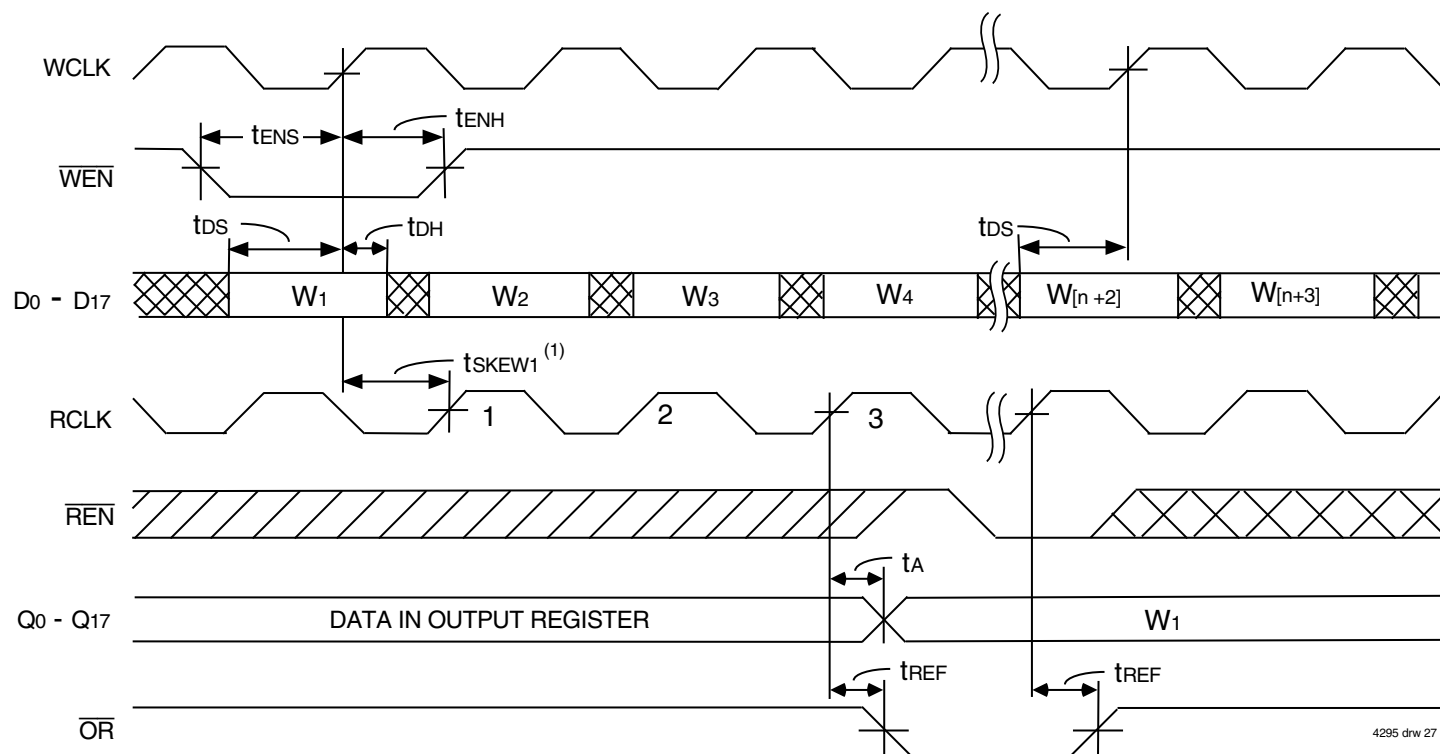 WCLK
tENS
tENH
WEN
tDS
tDH
tDS
D0 - D17
W1
W2
W3
W4
W[n +2]
W[n+3]
tSKEW1 (1)
RCLK
1
2
3
REN
tA
Q0 - Q17
DATA IN OUTPUT REGISTER
W1
tREF
tREF
OR
4295 drw 27